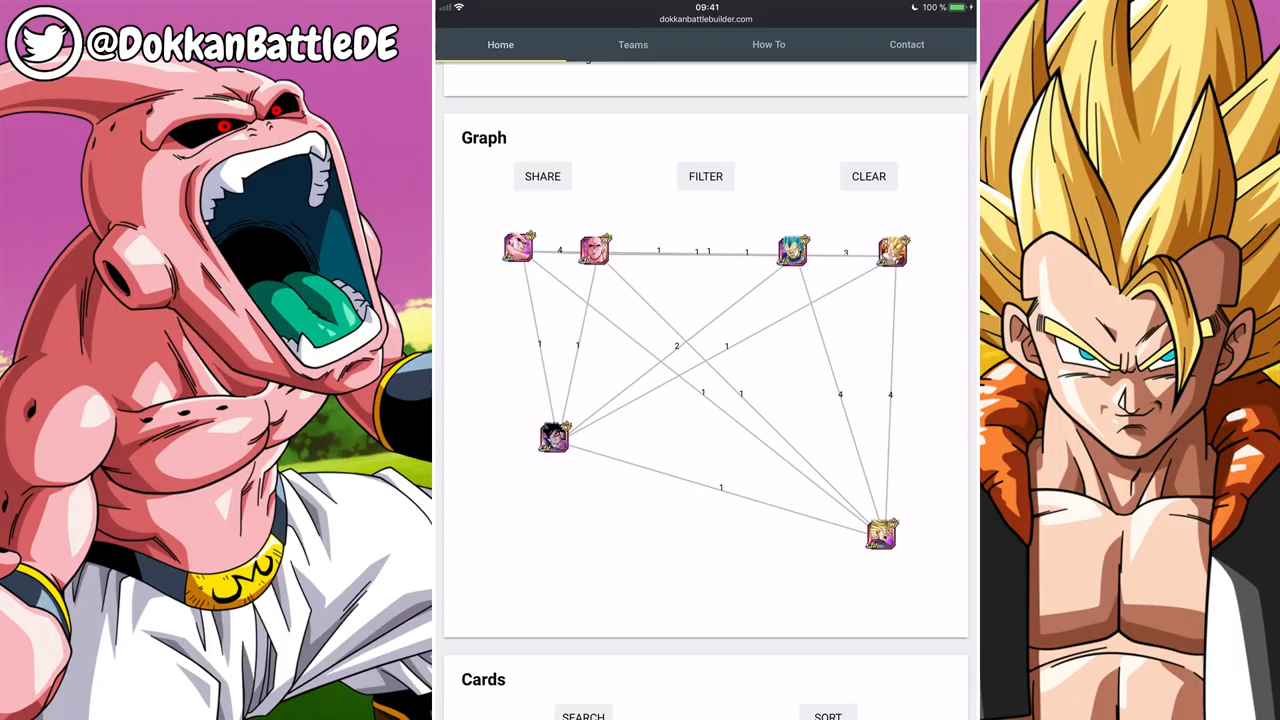 @DokkanBattleDE
09:41
100 %
dokkanbattlebuilder.com
Home
Teams
How To
Contact
Graph
SHARE
FILTER
CLEAR
4
1
1 1
1
3
1
1
2
1
1
1
4
4
1
Cards
SEARCH
SORT